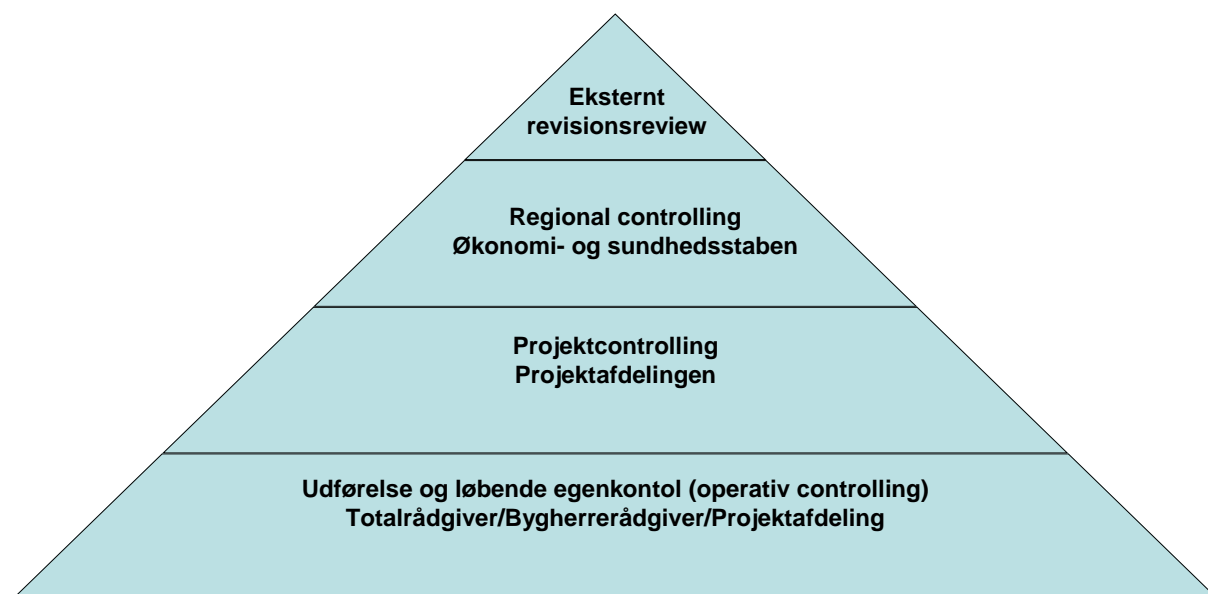 Eksternt
revisionsreview
Regional controlling
Økonomi- og sundhedsstaben
Projektcontrolling
Projektafdelingen
Udførelse og løbende egenkontol (operativ controlling)
Totalrådgiver/Bygherrerådgiver/Projektafdeling